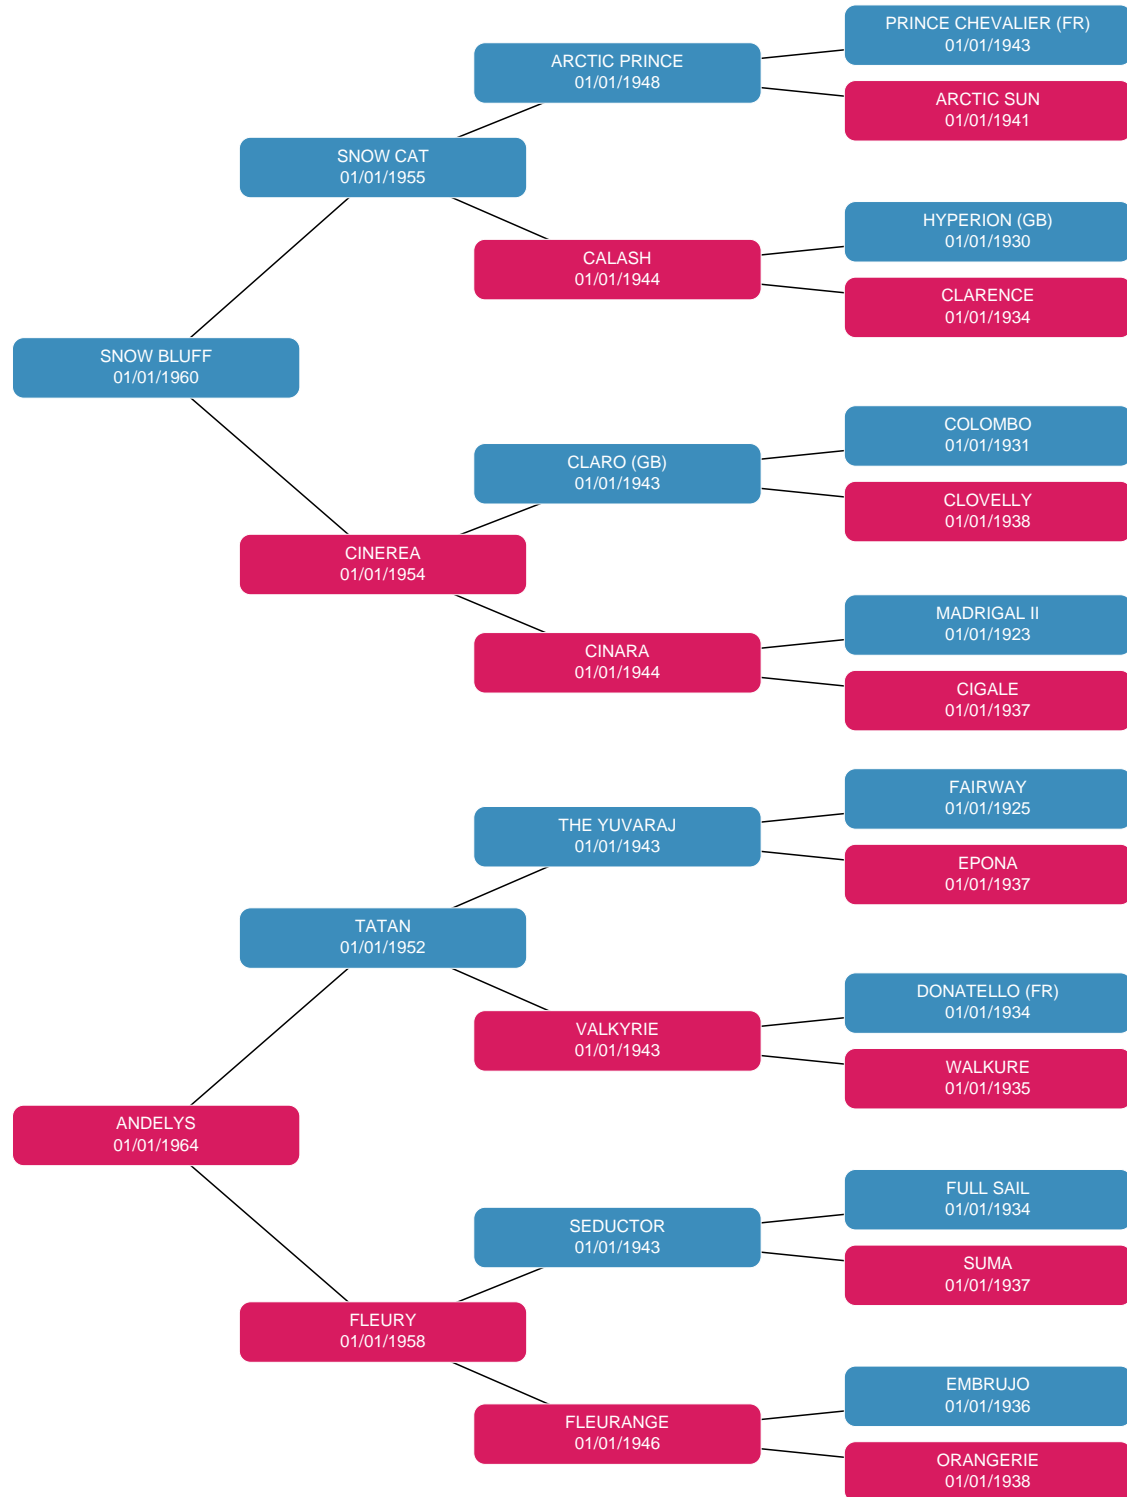 PRINCE CHEVALIER (FR)
01/01/1943
ARCTIC PRINCE
01/01/1948
ARCTIC SUN
01/01/1941
SNOW CAT
01/01/1955
HYPERION (GB)
01/01/1930
CALASH
01/01/1944
CLARENCE
01/01/1934
SNOW BLUFF
01/01/1960
COLOMBO
01/01/1931
CLARO (GB)
01/01/1943
CLOVELLY
01/01/1938
CINEREA
01/01/1954
MADRIGAL II
01/01/1923
CINARA
01/01/1944
CIGALE
01/01/1937
FAIRWAY
01/01/1925
THE YUVARAJ
01/01/1943
EPONA
01/01/1937
TATAN
01/01/1952
DONATELLO (FR)
01/01/1934
VALKYRIE
01/01/1943
WALKURE
01/01/1935
ANDELYS
01/01/1964
FULL SAIL
01/01/1934
SEDUCTOR
01/01/1943
SUMA
01/01/1937
FLEURY
01/01/1958
EMBRUJO
01/01/1936
FLEURANGE
01/01/1946
ORANGERIE
01/01/1938